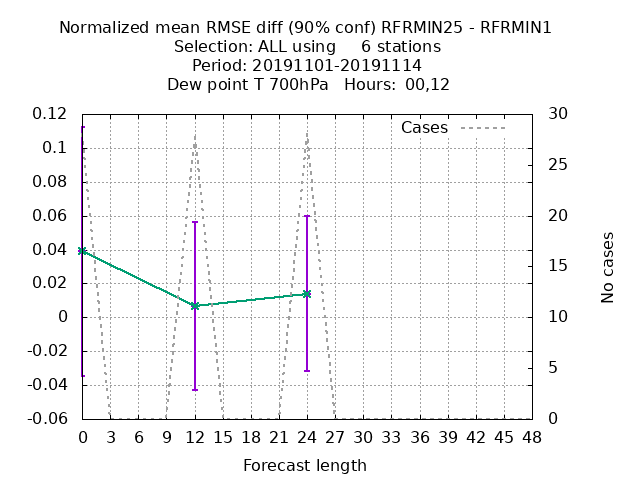 Normalized mean RMSE diff (90% conf) RFRMIN25 - RFRMIN1
Selection: ALL using     6 stations
Period: 20191101-20191114
Dew point T 700hPa   Hours:  00,12
Cases
0.12
0.1
0.08
0.06
0.04
0.02
0
-0.02
-0.04
-0.06
30
25
20
15
10
5
0
No cases
0 3 6 9 12 15 18 21 24 27 30 33 36 39 42 45 48
Forecast length